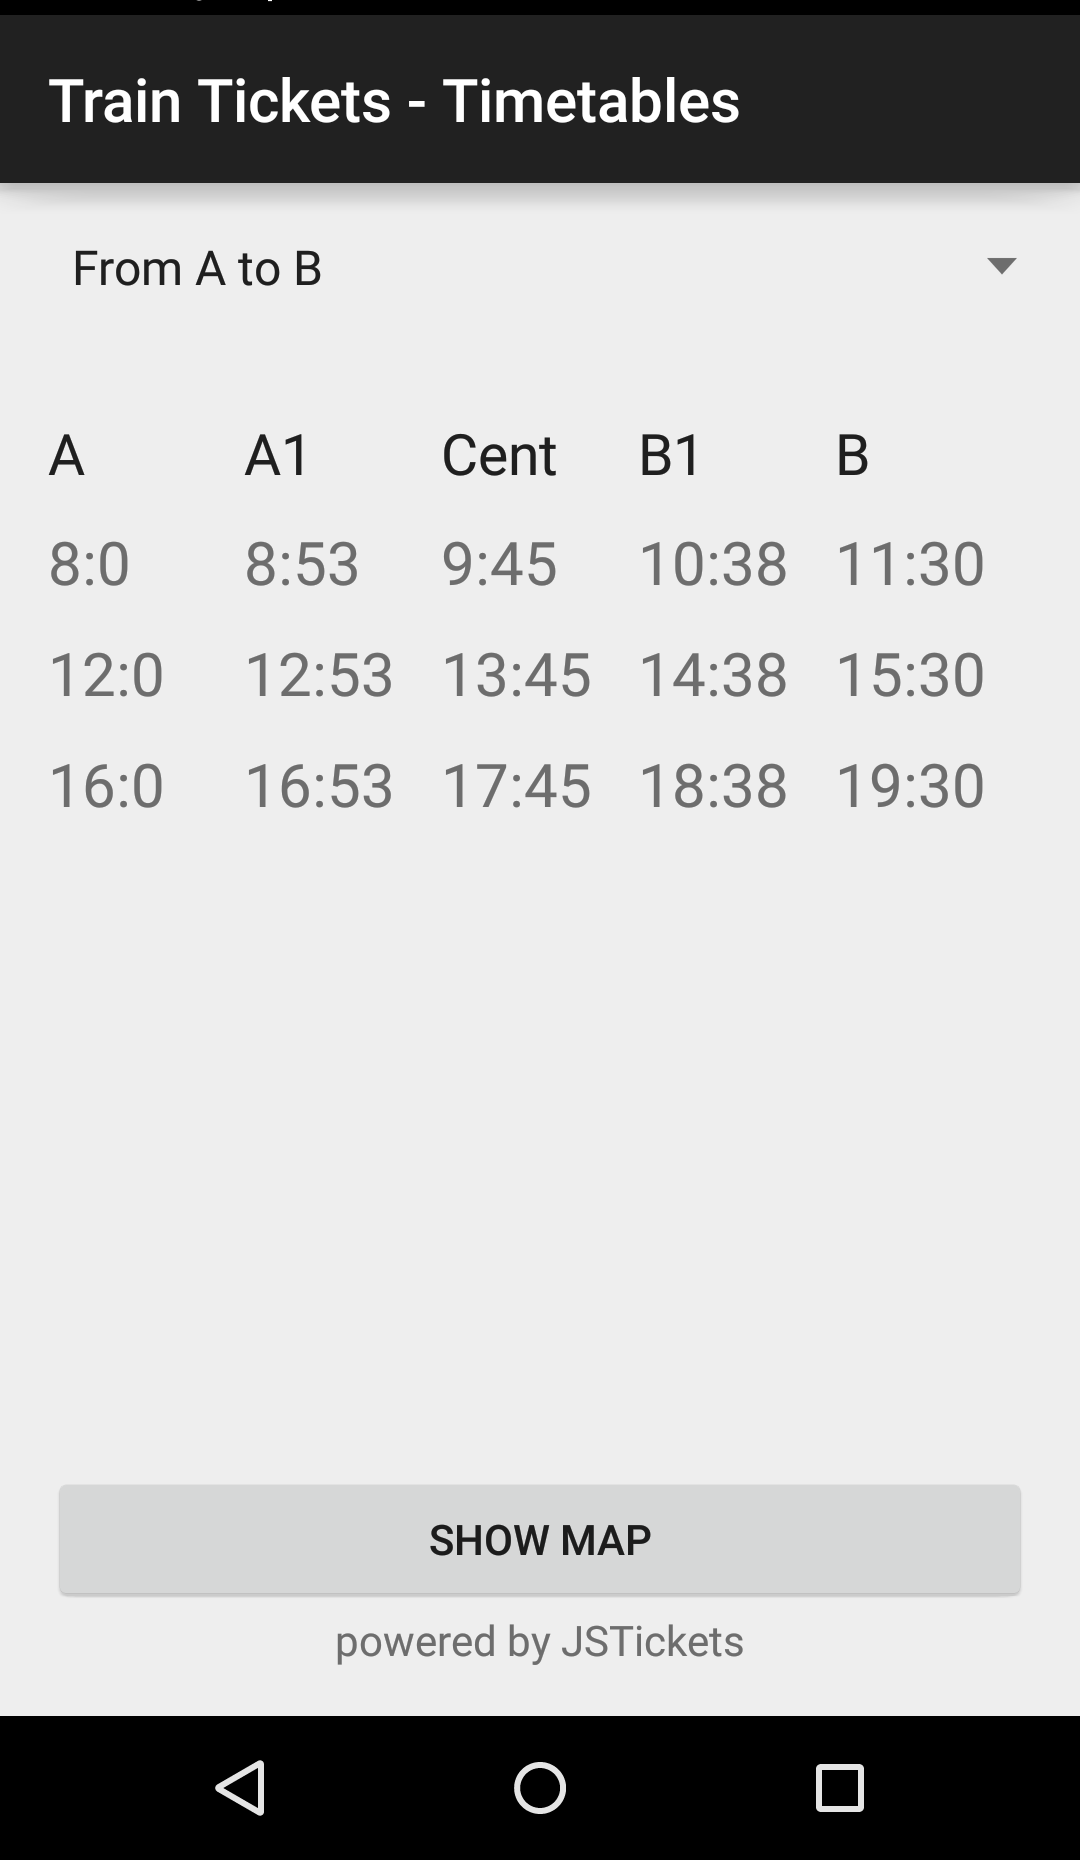 Train Tickets - Timetables
From A to B
A A1 Cent B1 B
8:0 8:53 9:45 10:38 11:30
12:0 12:53 13:45 14:38 15:30
16:0 16:53 17:45 18:38 19:30
SHOW MAP
powered by JSTickets